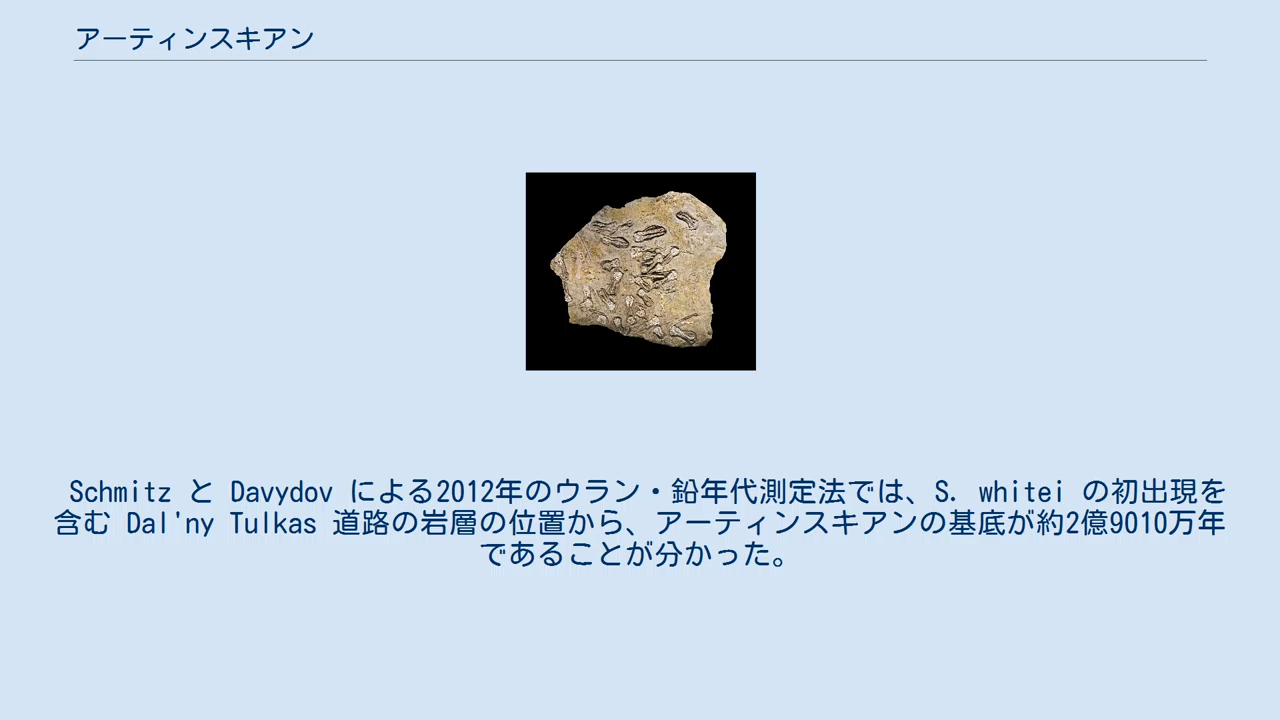 アーティンスキアン
Schmitz と Davydov による2012年のウラン・鉛年代測定法では、S. whitei の初出現を
含む Dal'ny Tulkas 道路の岩層の位置から、アーティンスキアンの基底が約2億9010万年
であることが分かった。